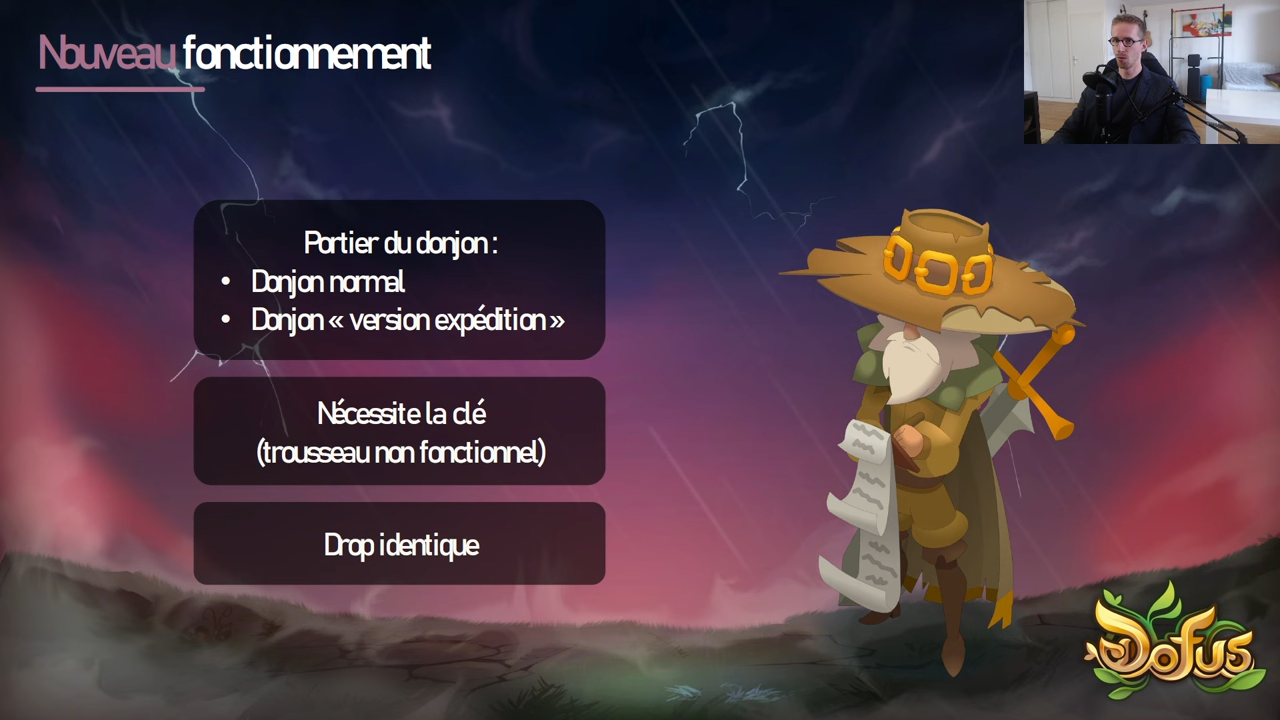 Nouveau fonctionnement
Portier du donjon :
• Donjon normal
• Donjon « version expédition »
Nécessite la clé
(trousseau non fonctionnel)
Drop identique
Dofus